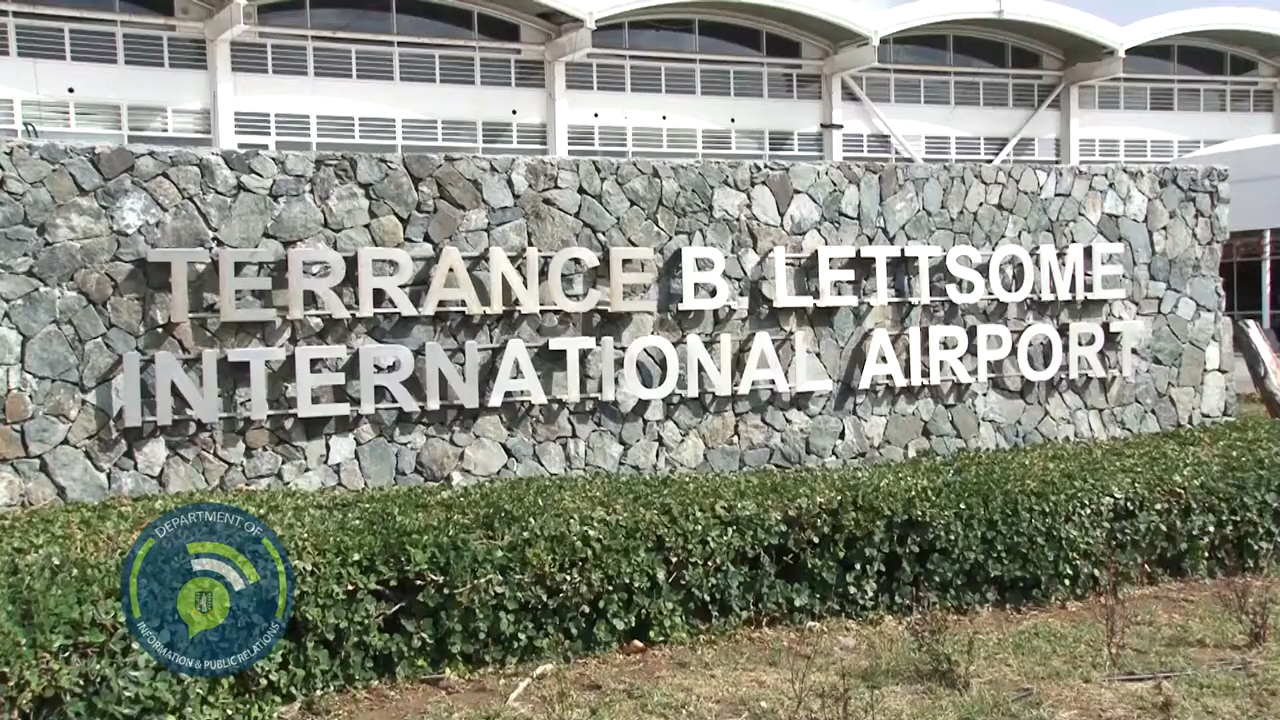 TERRANCE B. LETTSOME
INTERNATIONAL AIRPORT
DEPARTMENT OF
INFORMATION & PUBLIC RELATIONS